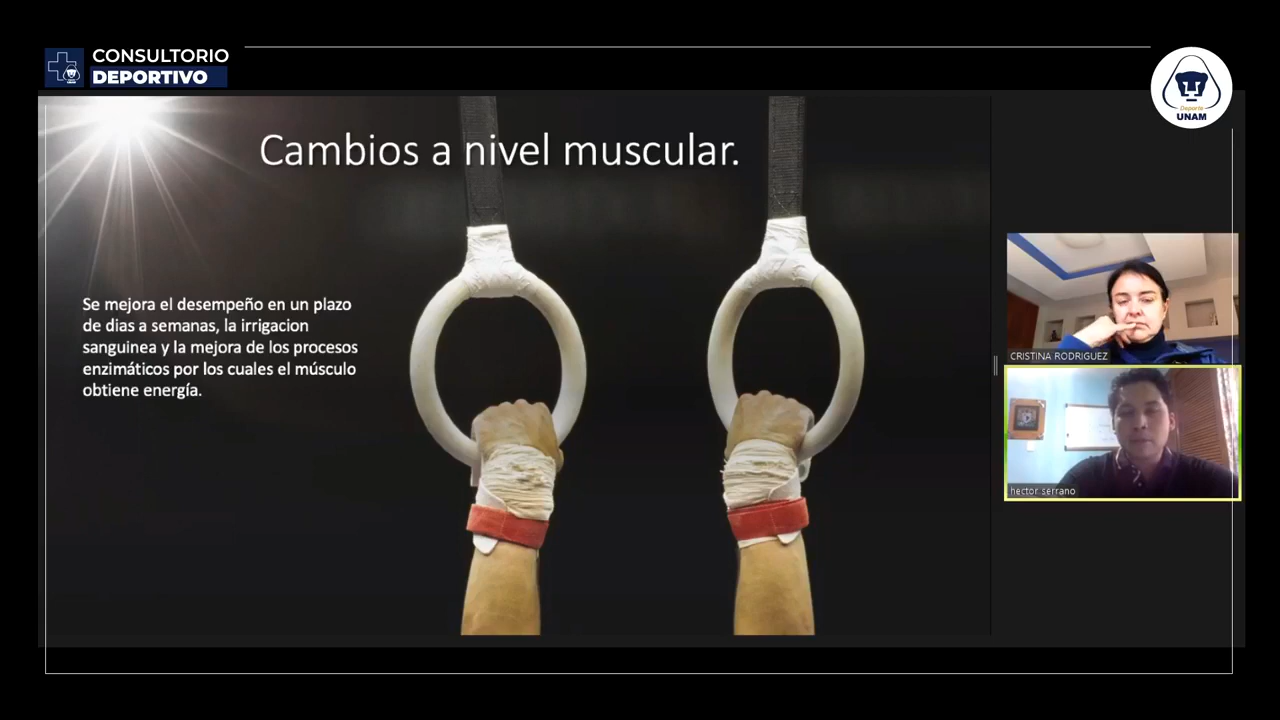 CONSULTORIO
DEPORTIVO
Deporte
UNAM
Cambios a nivel muscular.
Se mejora el desempeño en un plazo
de dias a semanas, la irrigacion
sanguinea y la mejora de los procesos
enzimáticos por los cuales el músculo
obtiene energía.
CRISTINA RODRIGUEZ
hector serrano